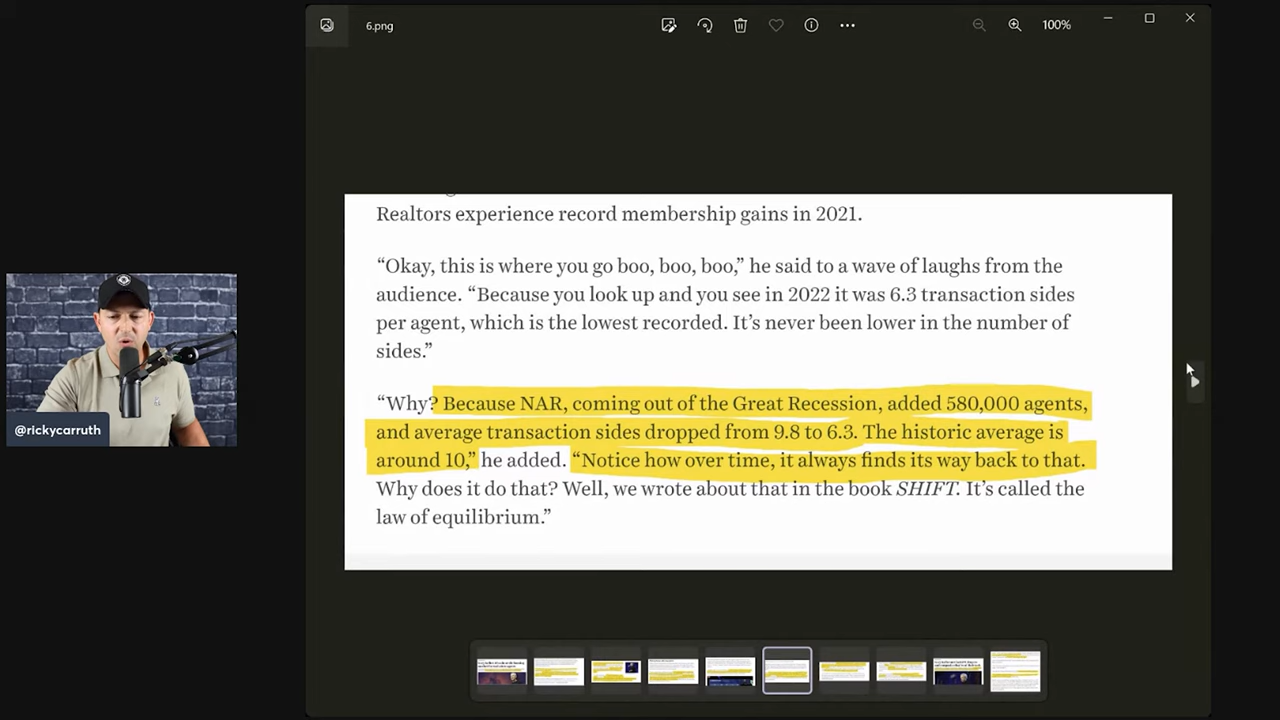 6.png
100%
Realtors experience record membership gains in 2021.
“Okay, this is where you go boo, boo, boo,” he said to a wave of laughs from the
audience. “Because you look up and you see in 2022 it was 6.3 transaction sides
per agent, which is the lowest recorded. It’s never been lower in the number of
sides.”
“Why? Because NAR, coming out of the Great Recession, added 580,000 agents,
and average transaction sides dropped from 9.8 to 6.3. The historic average is
around 10,” he added. “Notice how over time, it always finds its way back to that.
Why does it do that? Well, we wrote about that in the book SHIFT. It’s called the
law of equilibrium.”
@rickycarruth